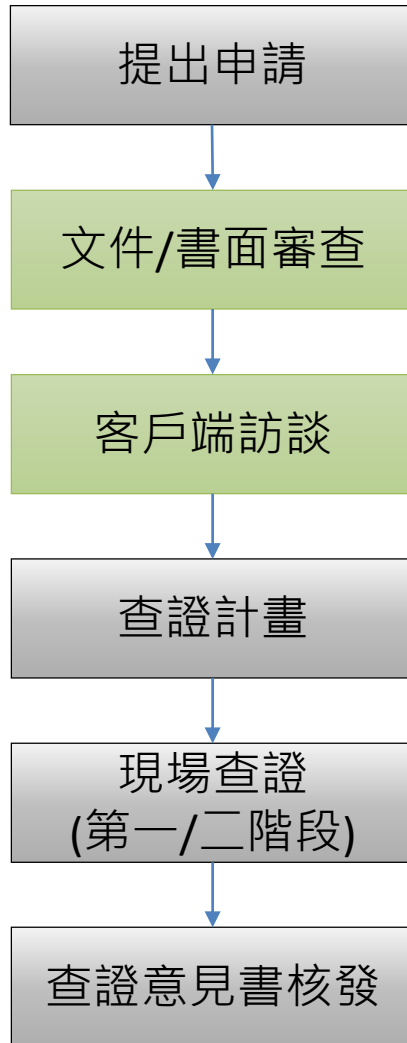 提出申請
文件/書面審查
客戶端訪談
查證計畫
現場查證
(第一/二階段)
查證意見書核發